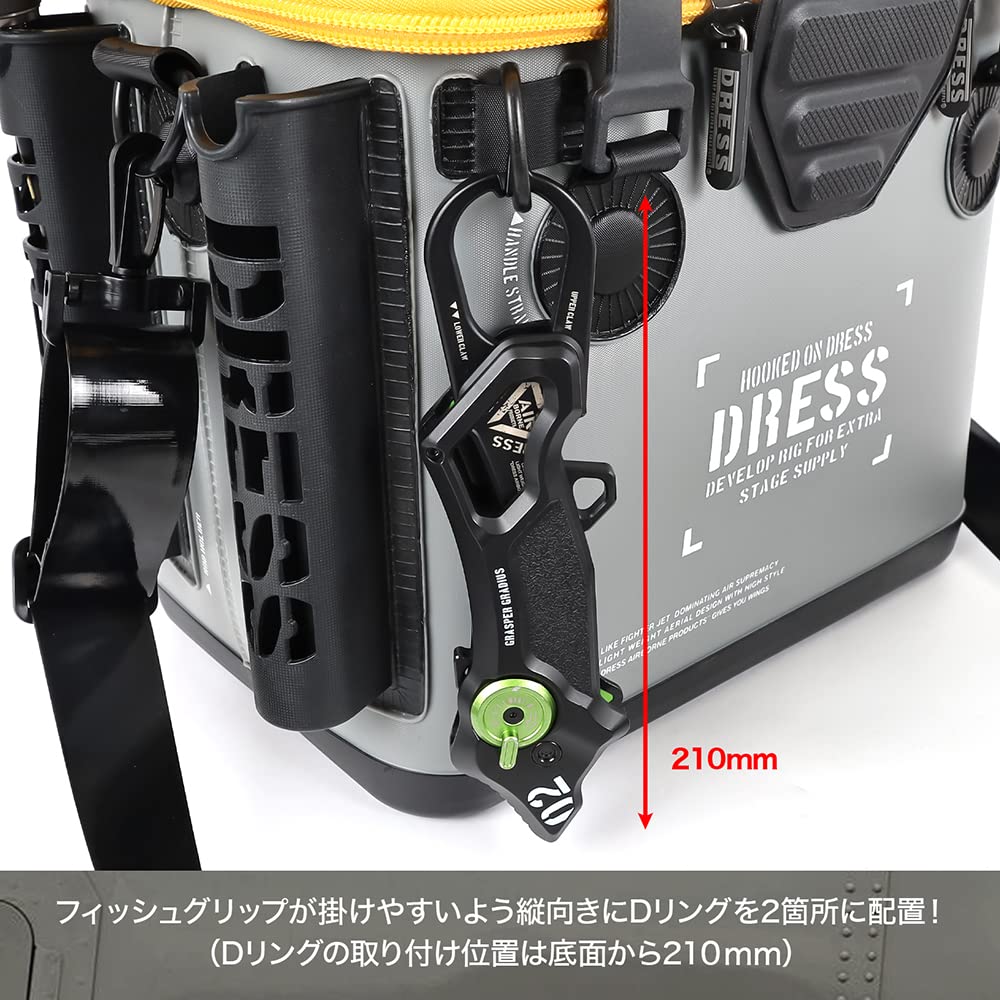 DRESS
DRESS
DRESS
▲HANDLE STRA
UPPER CLAW
▼▼LOWER CLAW
HOOKED ON DRESS
DRESS
DEVELOP RIG FOR EXTRA
STAGE SUPPLY
AIR
BORNE
GRASPER GRADIUS
LIKE FIGHTER JET DOMINATING AIR SUPREMACY
LIGHT WEIGHT AERIAL DESIGN WITH HIGH STYLE
DRESS AIRBORNE PRODUCTS GIVES YOU WINGS
210mm
02
フィッシュグリップが掛けやすいよう縦向きにDリングを2箇所に配置！
（Dリングの取り付け位置は底面から210mm）